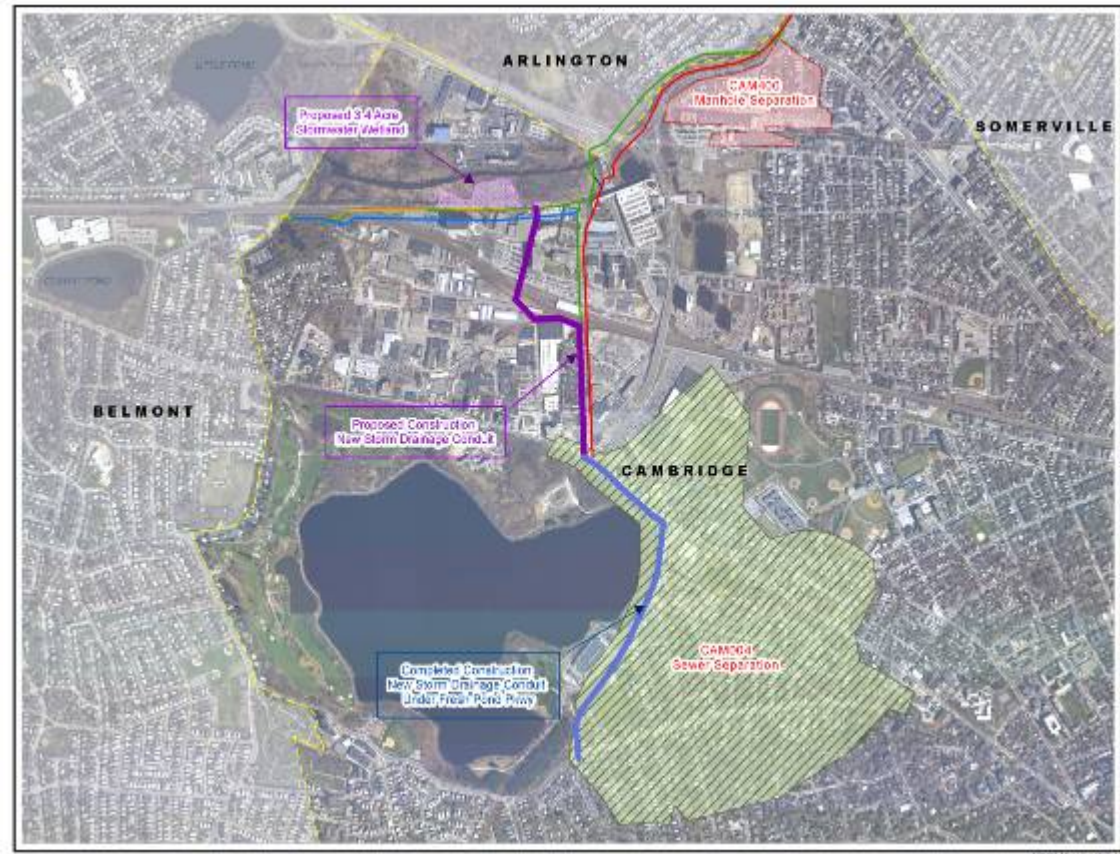 ARLINGTON
CAM400
Manhole Separation
SOMERVILLE
Proposed 3.4 Acre
Stormwater Wetland
BELMONT
Proposed Construction
New Storm Drainage Conduit
CAMBRIDGE
CAM004
Sewer Separation
Completed Construction
New Storm Drainage Conduit
Under Fresh Pond Pkwy